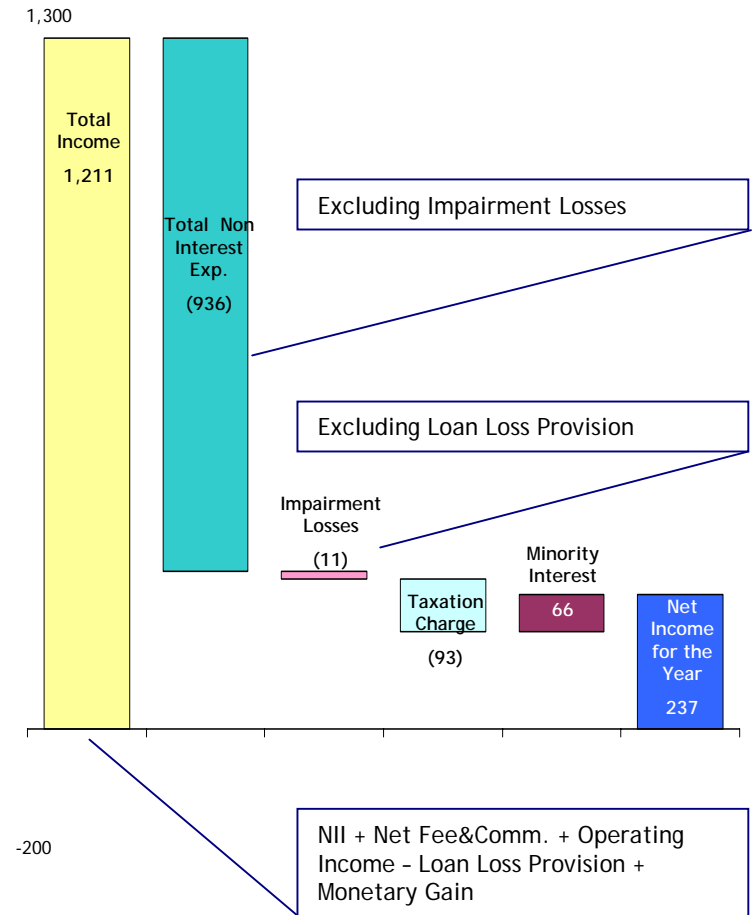 1,300
Total
Income
1,211
Total Non
Interest
Exp.
(936)
Excluding Impairment Losses
Excluding Loan Loss Provision
Impairment
Losses
(11)
Taxation
Charge
(93)
Minority
Interest
66
Net
Income
for the
Year
237
-200
NII + Net Fee&Comm. + Operating
Income – Loan Loss Provision +
Monetary Gain